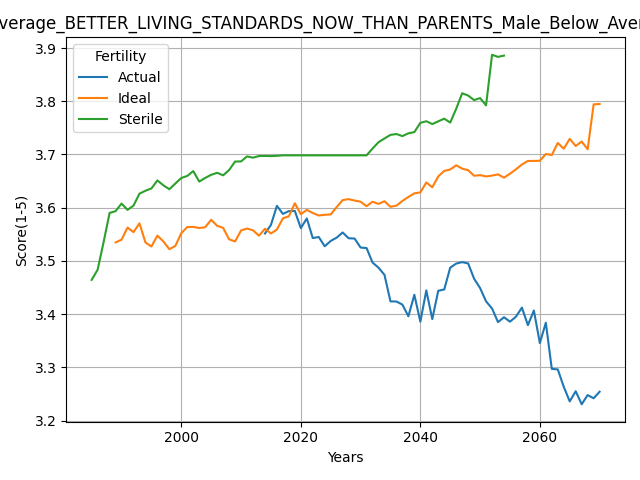 verage_BETTER_LIVING_STANDARDS_NOW_THAN_PARENTS_Male_Below_Aver
Fertility
Actual
Ideal
Sterile
Score(1-5)
3.9
3.8
3.7
3.6
3.5
3.4
3.3
3.2
2000 2020 2040 2060
Years